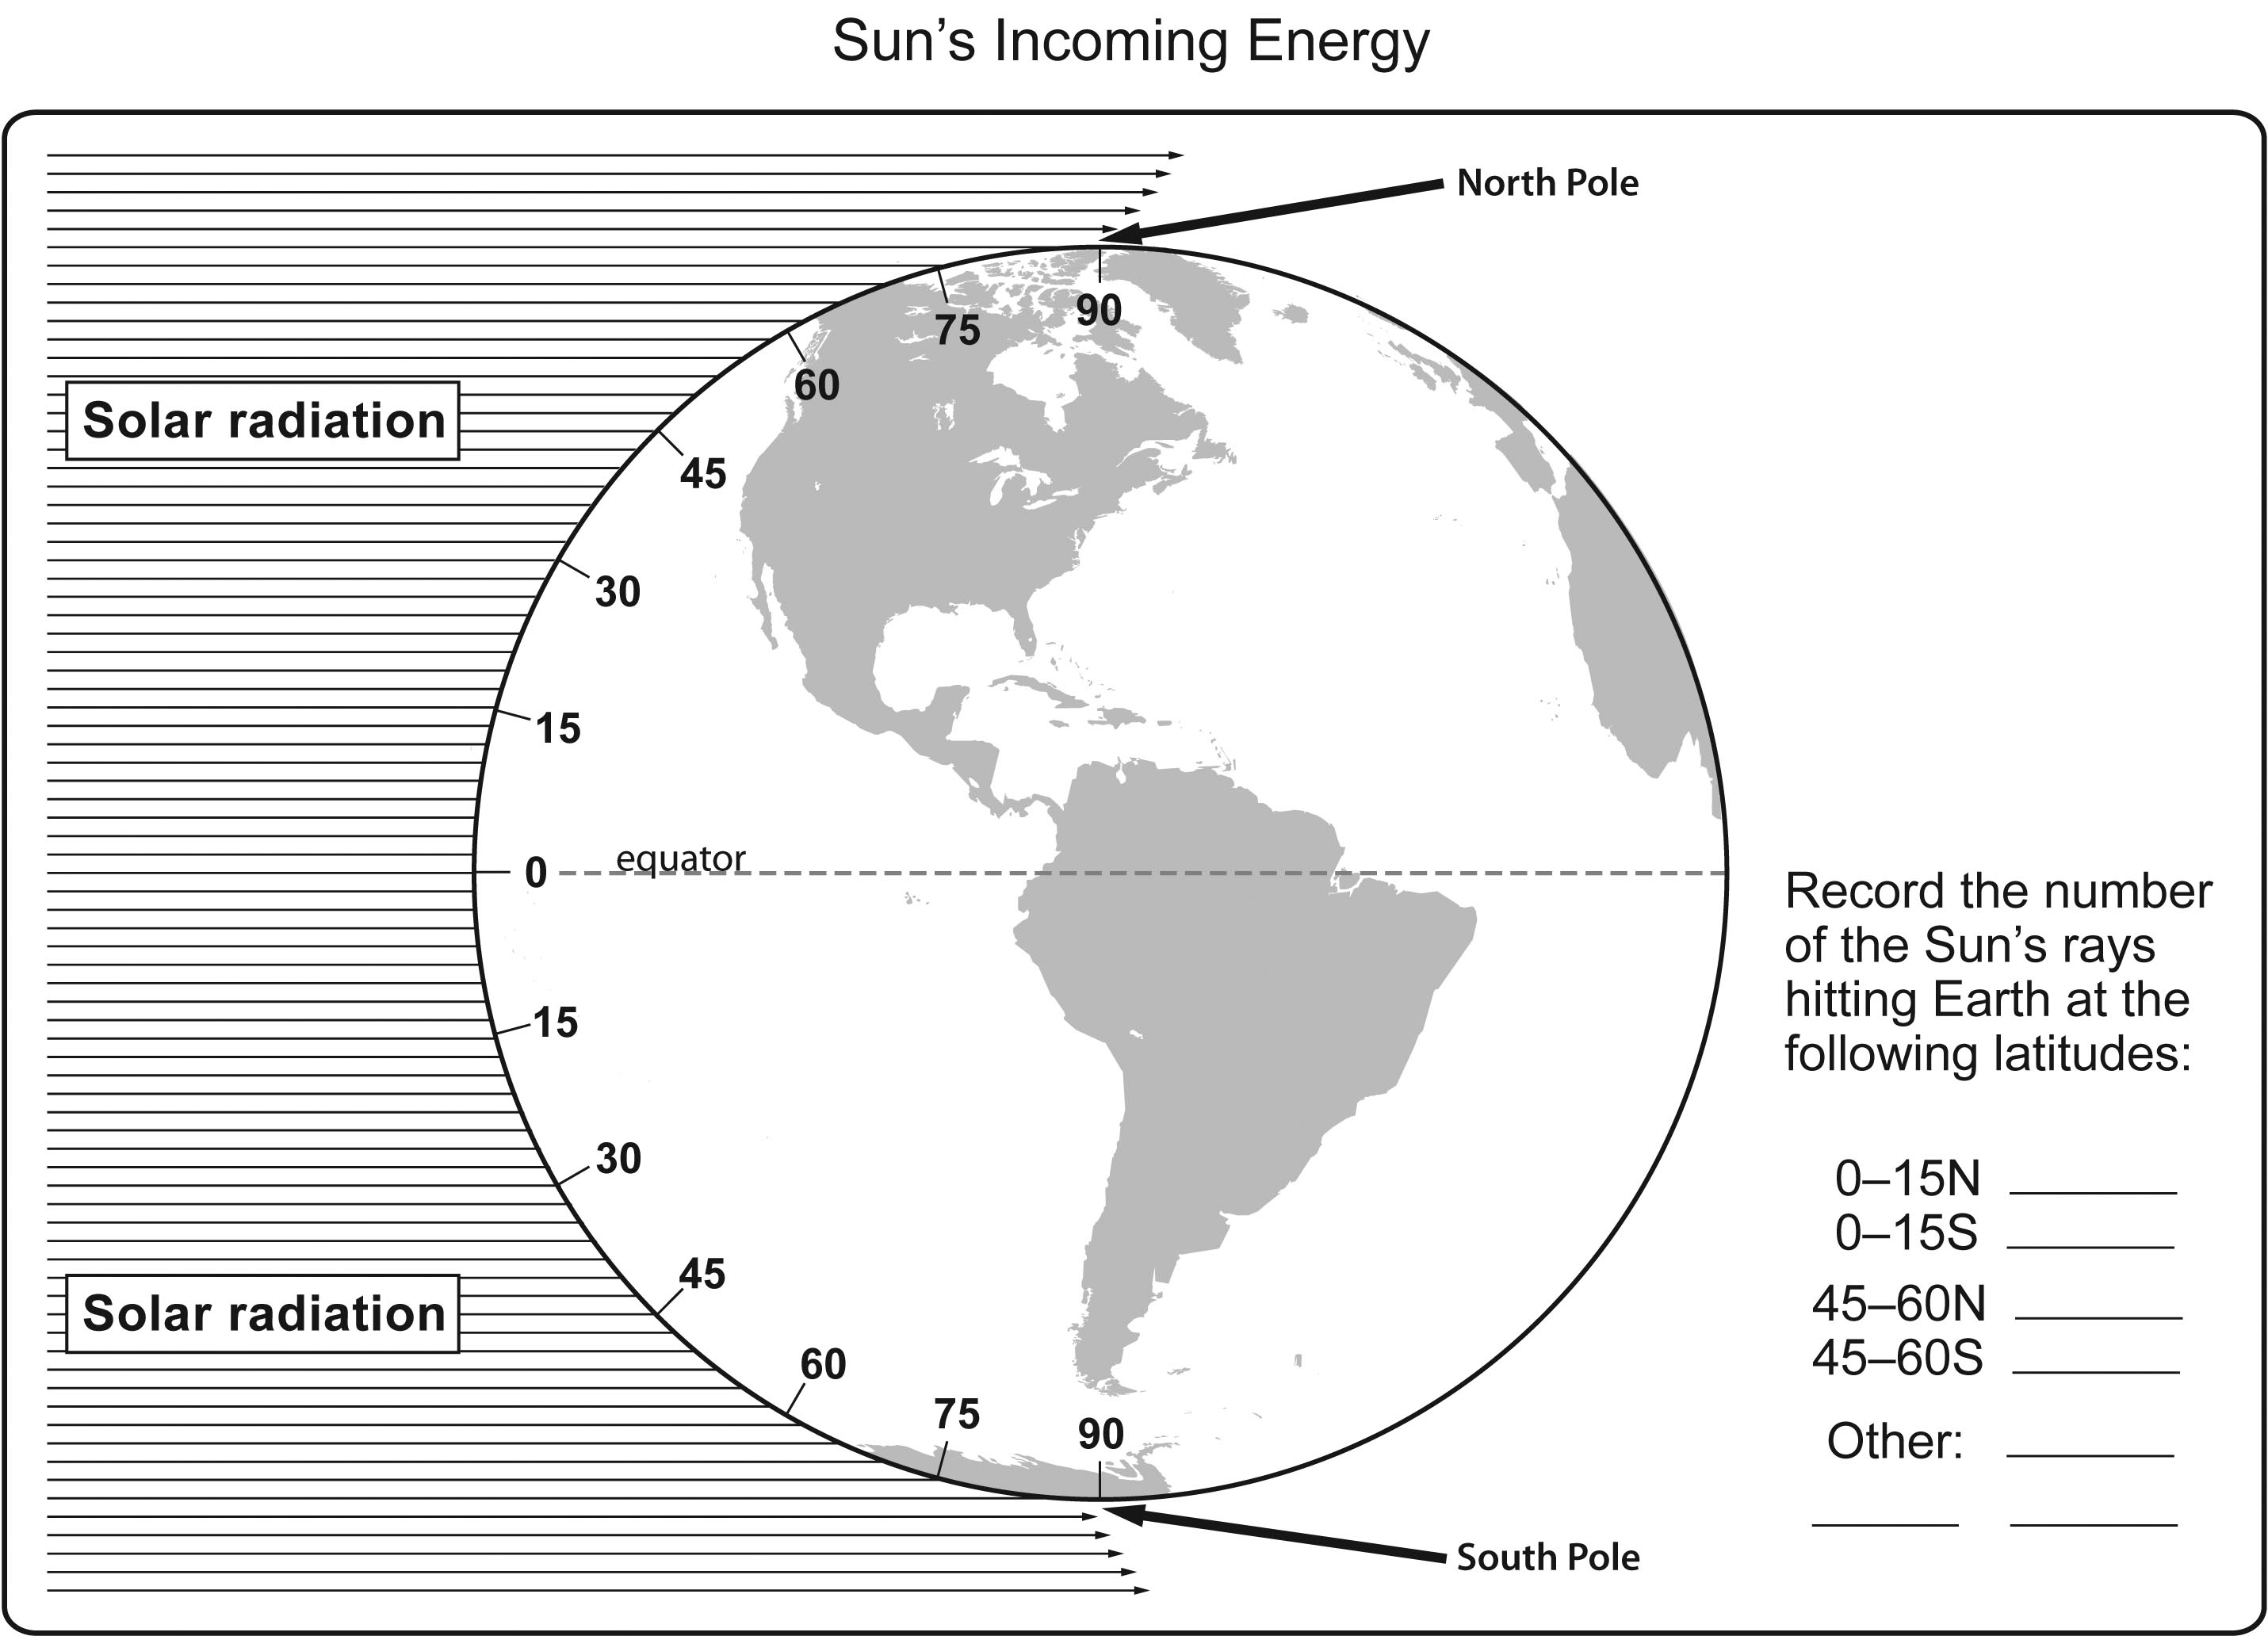 Sun’s Incoming Energy
North Pole
90
75
60
Solar radiation
45
30
15
equator
0
Record the number
of the Sun’s rays
hitting Earth at the
following latitudes:
15
30
0–15N
0–15S
45
Solar radiation
45–60N
45–60S
60
75
90
Other:
South Pole